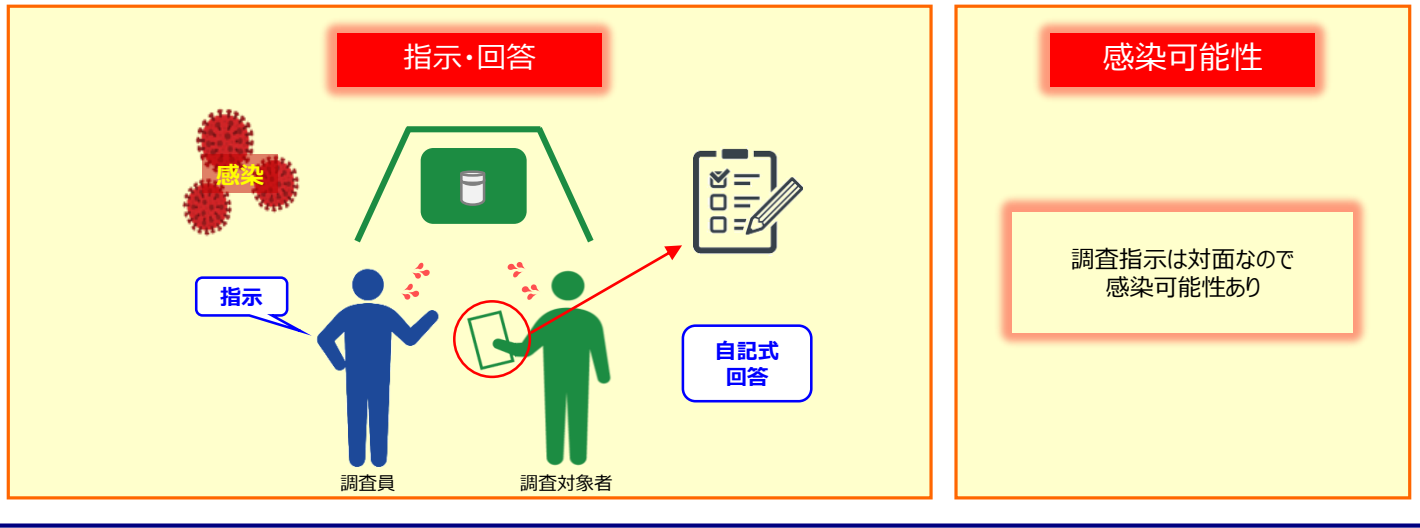 指示・回答
感染
指示
自記式
回答
調査員
調査対象者
感染可能性
調査指示は対面なので
感染可能性あり